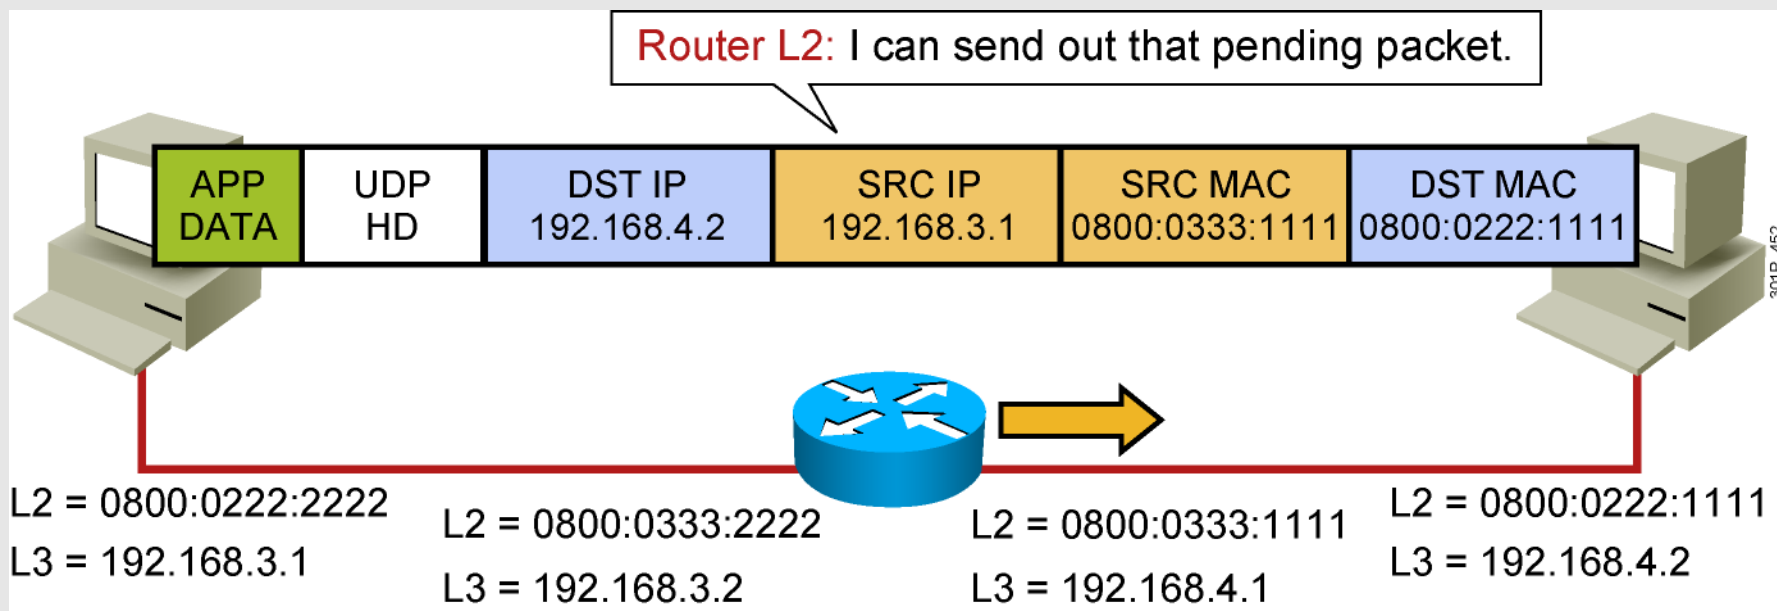 Router L2: I can send out that pending packet.
APP
DATA
UDP
HD
DST IP
192.168.4.2
SRC IP
192.168.3.1
SRC MAC
0800:0333:1111
DST MAC
0800:0222:1111
L2 = 0800:0222:2222
L3 = 192.168.3.1
L2 = 0800:0333:2222
L3 = 192.168.3.2
L2 = 0800:0333:1111
L3 = 192.168.4.1
L2 = 0800:0222:1111
L3 = 192.168.4.2